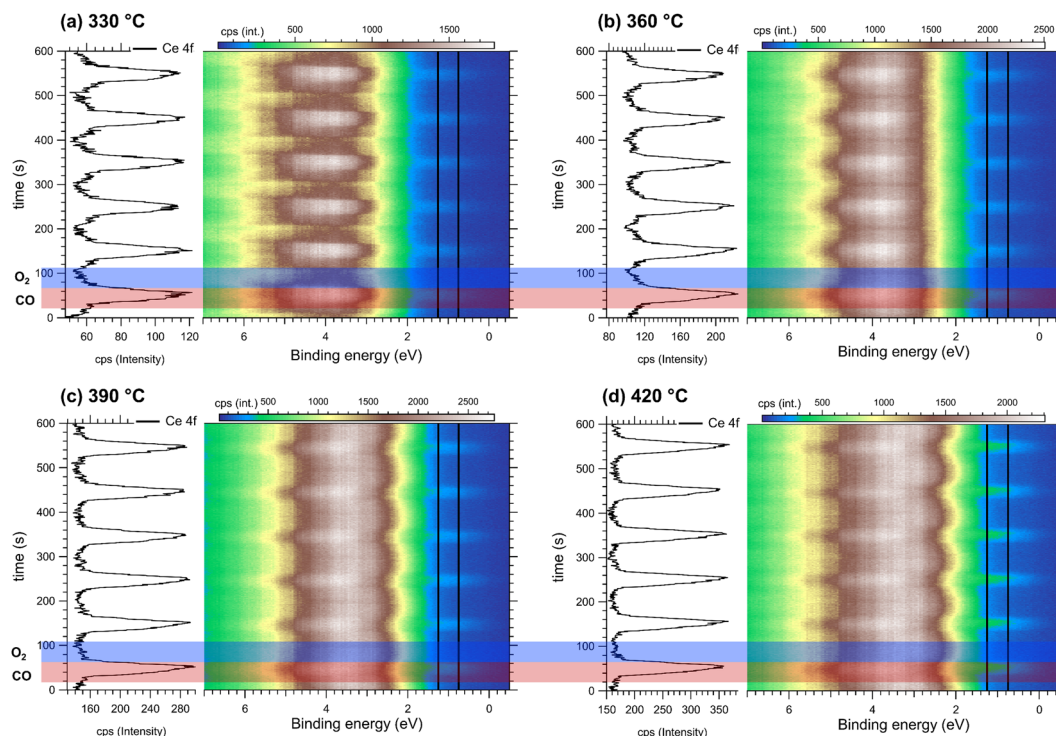 (a) 330 °C
Ce 4f
cps (int.) 500 1000 1500
600
500
400
300
200
100
0
time (s)
O2
CO
60 80 100 120
cps (Intensity)
6 4 2 0
Binding energy (eV)
(b) 360 °C
Ce 4f
cps (int.) 500 1000 1500 2000 2500
600
500
400
300
200
100
0
time (s)
80 120 160 200
cps (Intensity)
6 4 2 0
Binding energy (eV)
(c) 390 °C
Ce 4f
cps (int.) 500 1000 1500 2000 2500
600
500
400
300
200
100
0
time (s)
O2
CO
160 200 240 280
cps (Intensity)
6 4 2 0
Binding energy (eV)
(d) 420 °C
Ce 4f
cps (int.) 500 1000 1500 2000
600
500
400
300
200
100
0
time (s)
150 200 250 300 350
cps (Intensity)
6 4 2 0
Binding energy (eV)